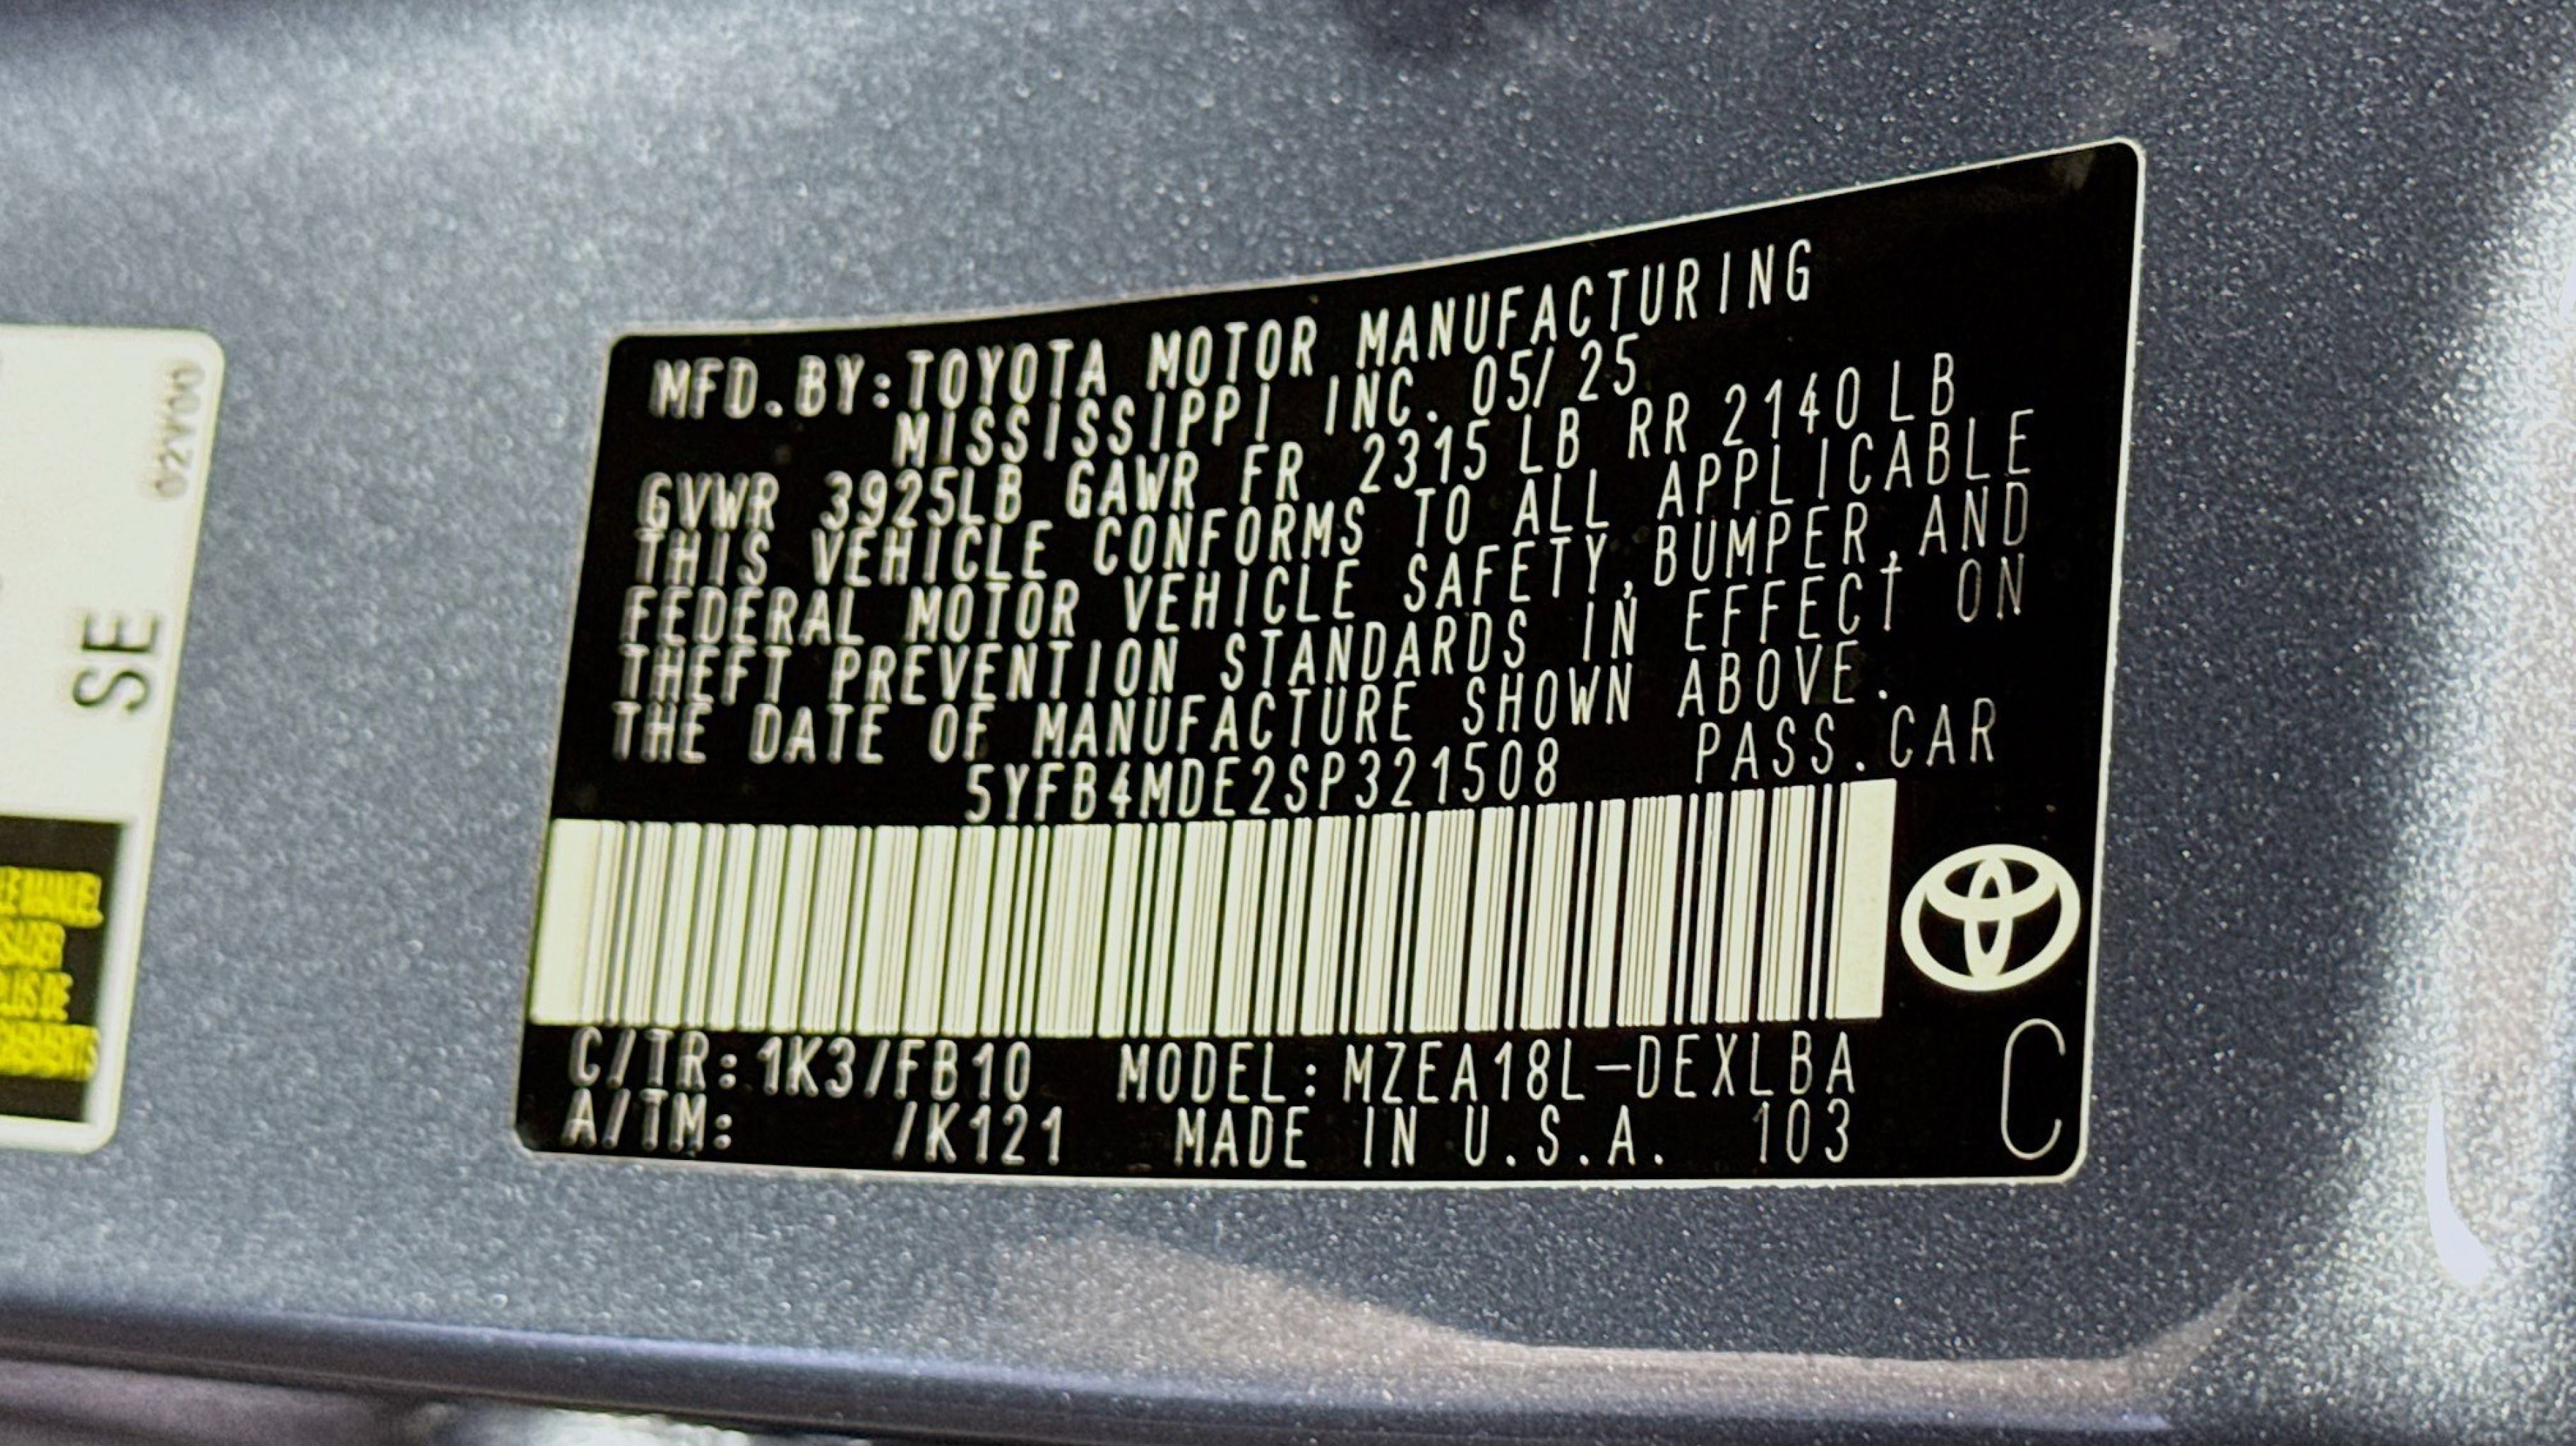 MFD.BY:TOYOTA MOTOR MANUFACTURING
MISSISSIPPI INC. 05/25
GVWR 3925LB GAWR FR 2315 LB RR 2140 LB
THIS VEHICLE CONFORMS TO ALL APPLICABLE
FEDERAL MOTOR VEHICLE SAFETY, BUMPER, AND
THEFT PREVENTION STANDARDS IN EFFECT ON
THE DATE OF MANUFACTURE SHOWN ABOVE.
5YFB4MDE2SP321508 PASS.CAR
C/TR:1K3/FB10 MODEL:MZEA18L-DEXLBA
A/TM: /K121 MADE IN U.S.A. 103
C
02V00
SE
PLUS DE